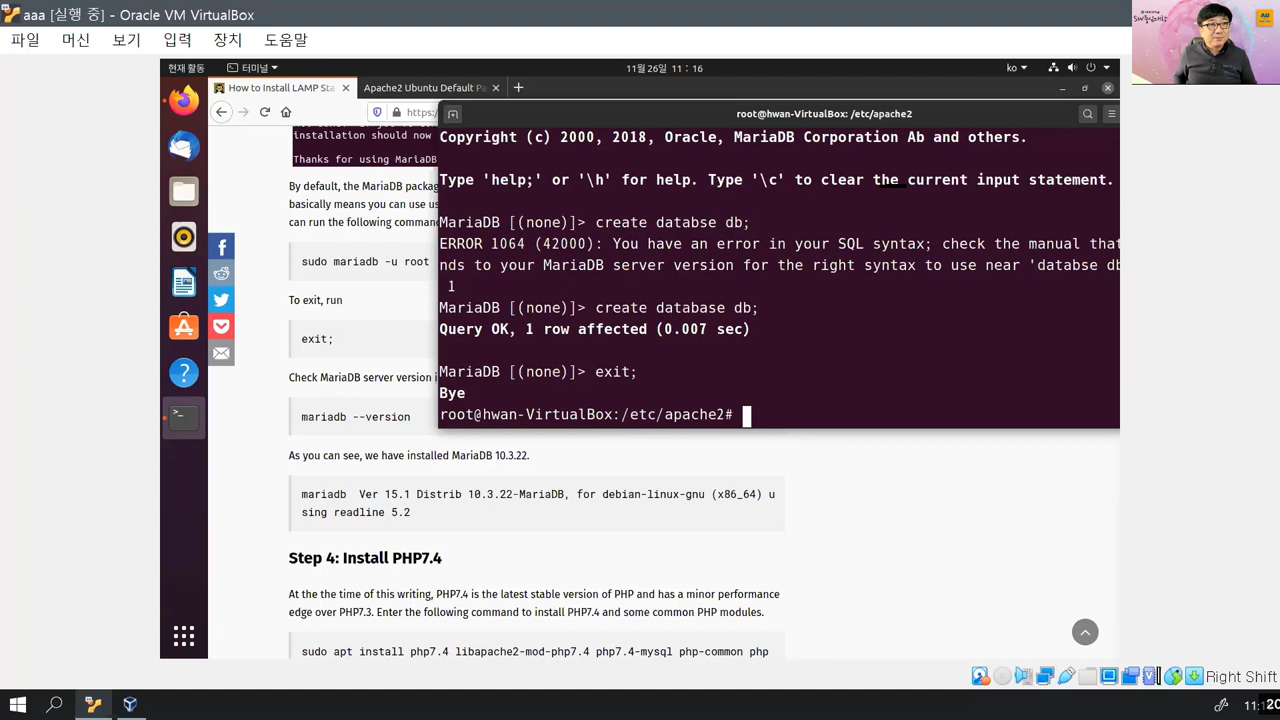 aaa [실행 중] - Oracle VM VirtualBox
파일 머신 보기 입력 장치 도움말
SW중심대학
현재 활동 터미널 11월 26일 11 : 16 ko
How to Install LAMP Sta
Apache2 Ubuntu Default Pa
https:
root@hwan-VirtualBox: /etc/apache2
installation should now
Thanks for using MariaDB
By default, the MariaDB packag
basically means you can use us
can run the following command
sudo mariadb -u root
To exit, run
exit;
Check MariaDB server version i
mariadb --version
As you can see, we have installed MariaDB 10.3.22.
mariadb  Ver 15.1 Distrib 10.3.22-MariaDB, for debian-linux-gnu (x86_64) u
sing readline 5.2
Step 4: Install PHP7.4
At the the time of this writing, PHP7.4 is the latest stable version of PHP and has a minor performance
edge over PHP7.3. Enter the following command to install PHP7.4 and some common PHP modules.
sudo apt install php7.4 libapache2-mod-php7.4 php7.4-mysql php-common php
Copyright (c) 2000, 2018, Oracle, MariaDB Corporation Ab and others.
Type 'help;' or '\h' for help. Type '\c' to clear the current input statement.
MariaDB [(none)]> create databse db;
ERROR 1064 (42000): You have an error in your SQL syntax; check the manual that
nds to your MariaDB server version for the right syntax to use near 'databse db
1
MariaDB [(none)]> create database db;
Query OK, 1 row affected (0.007 sec)
MariaDB [(none)]> exit;
Bye
root@hwan-VirtualBox:/etc/apache2#
Right Shift
20